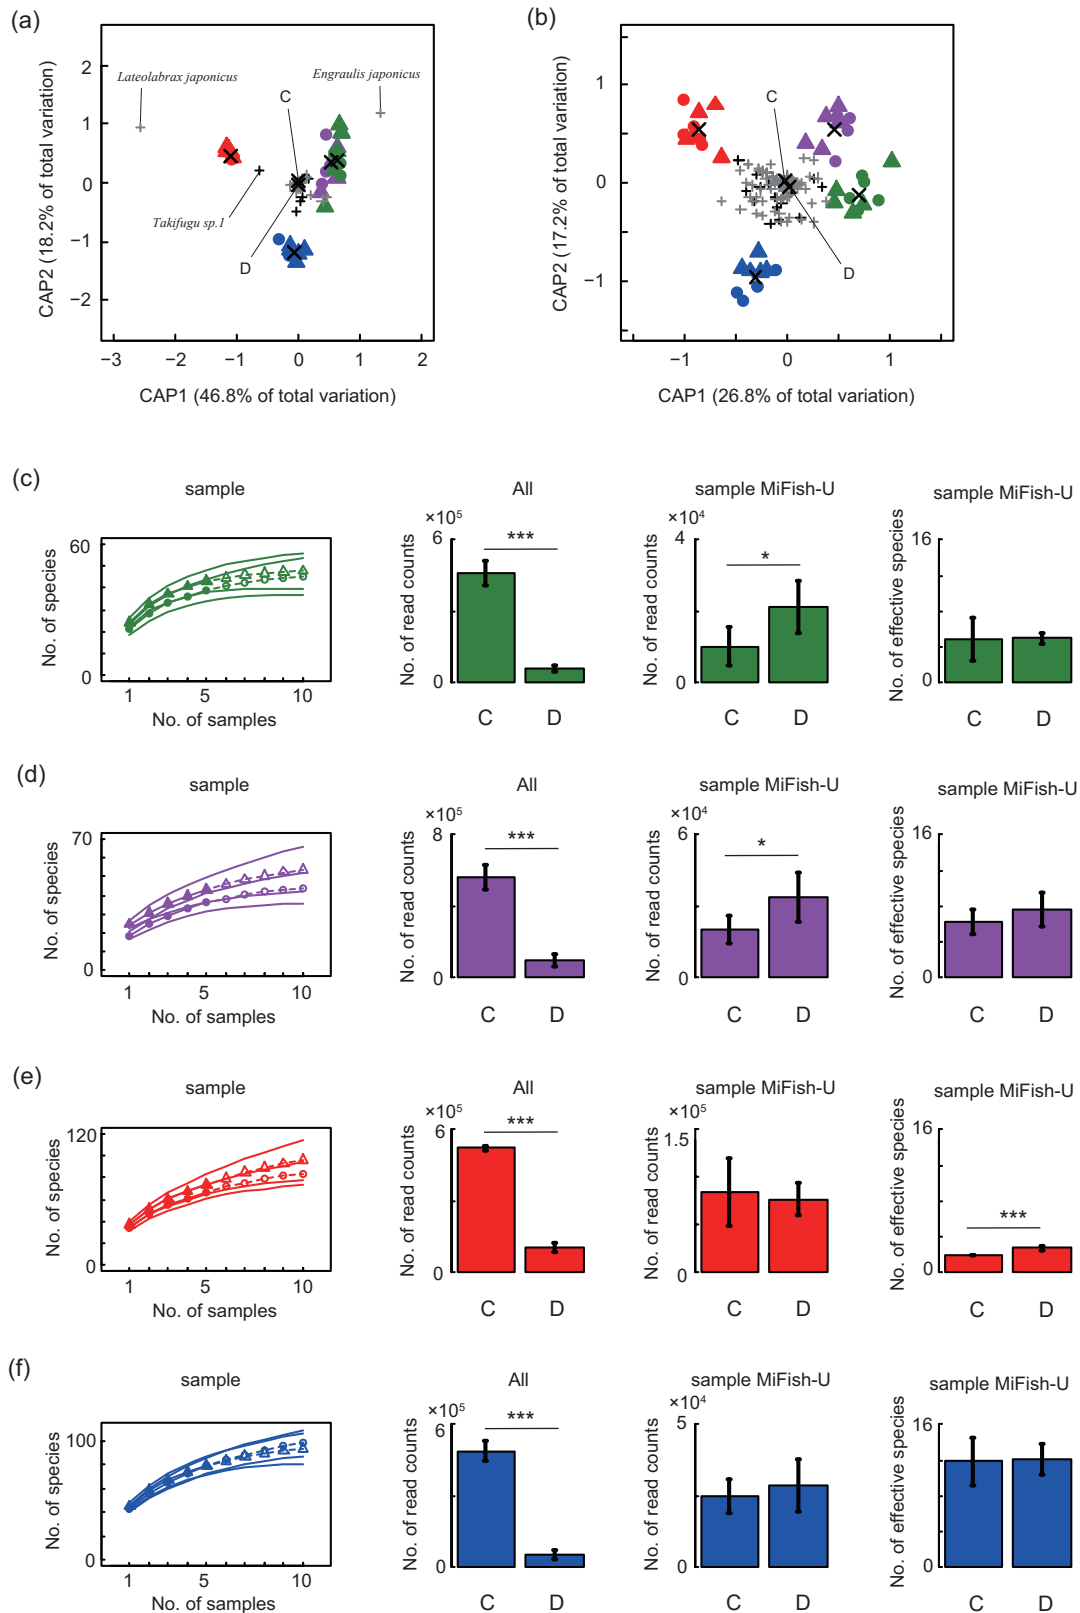 (a)
(b)
2
1
0
−1
−2
−3 −2 −1 0 1 2
CAP2 (18.2% of total variation)
CAP1 (46.8% of total variation)
Lateolabrax japonicus
Engraulis japonicus
Takifugu sp.1
C
D
1
0
−1
−1 0 1
CAP2 (17.2% of total variation)
CAP1 (26.8% of total variation)
C
D
(c)
sample
No. of species
60
0
1 5 10
No. of samples
All
×10⁵
No. of read counts
6
0
***
C D
sample MiFish-U
×10⁴
No. of read counts
4
0
*
C D
sample MiFish-U
No. of effective species
16
0
C D
(d)
sample
No. of species
70
0
1 5 10
No. of samples
All
×10⁵
No. of read counts
8
0
***
C D
sample MiFish-U
×10⁴
No. of read counts
6
0
*
C D
sample MiFish-U
No. of effective species
16
0
C D
(e)
sample
No. of species
120
0
1 5 10
No. of samples
All
×10⁵
No. of read counts
6
0
***
C D
sample MiFish-U
×10⁵
No. of read counts
1.5
0
C D
sample MiFish-U
No. of effective species
16
0
***
C D
(f)
sample
No. of species
100
0
1 5 10
No. of samples
All
×10⁵
No. of read counts
6
0
***
C D
sample MiFish-U
×10⁴
No. of read counts
5
0
C D
sample MiFish-U
No. of effective species
16
0
C D